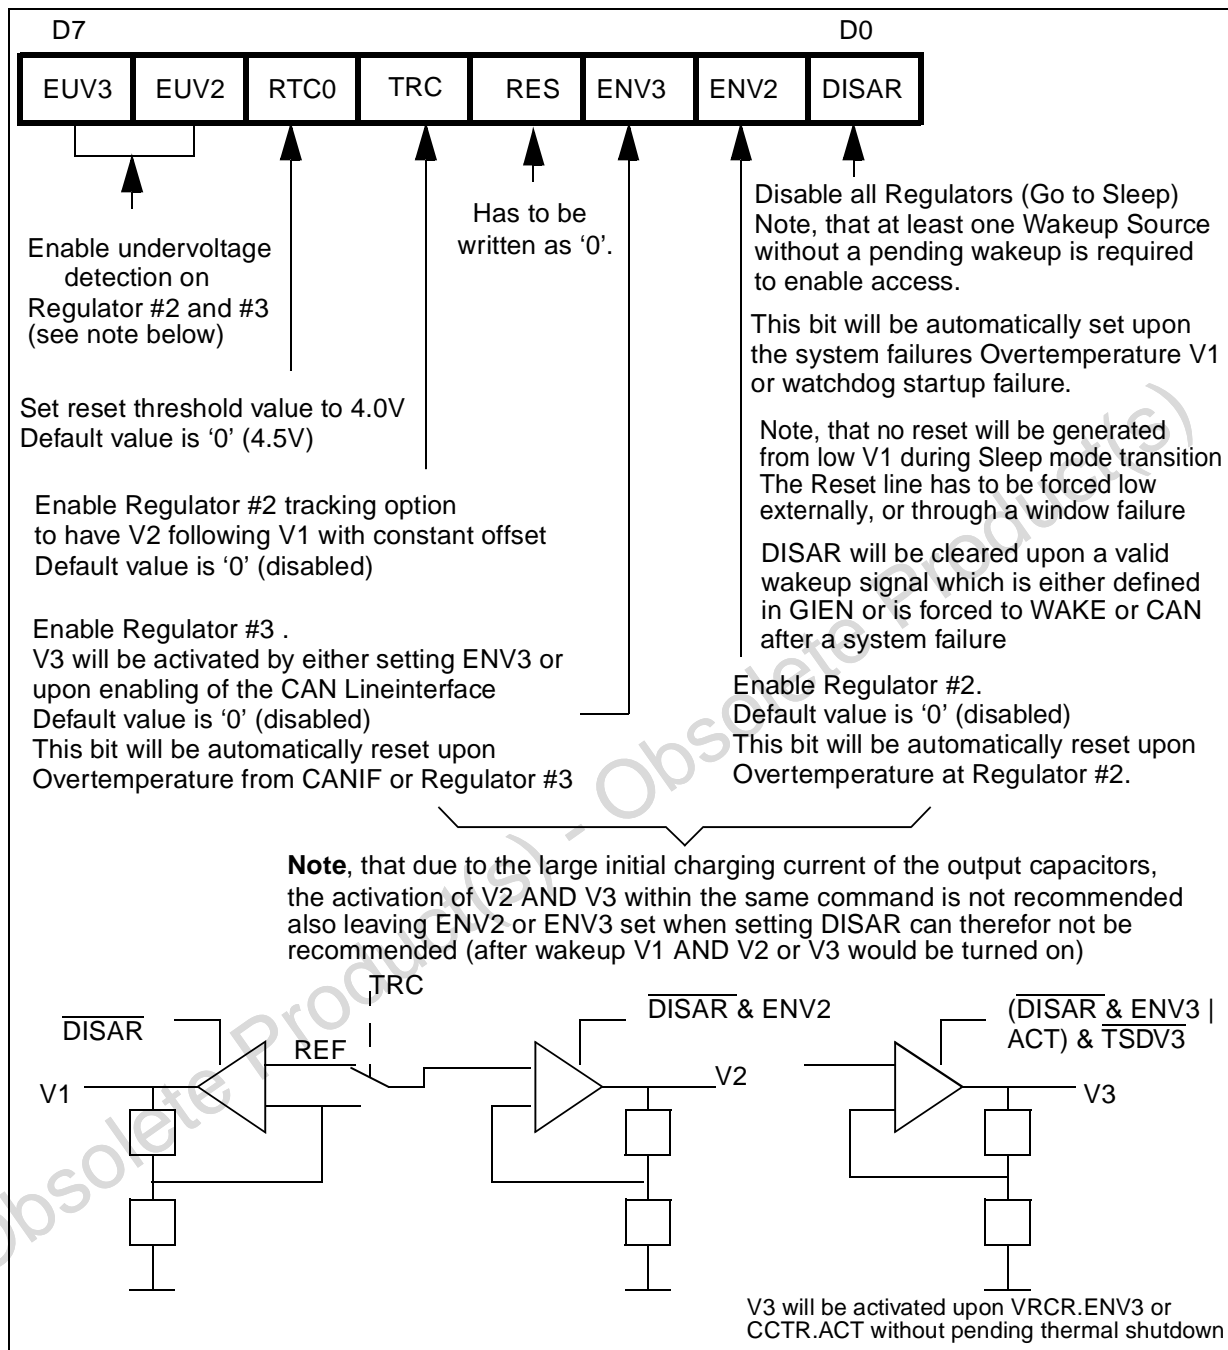 D7 D0
EUV3 EUV2 RTC0 TRC RES ENV3 ENV2 DISAR
Enable undervoltage
detection on
Regulator #2 and #3
(see note below)
Has to be
written as ‘0’.
Disable all Regulators (Go to Sleep)
Note, that at least one Wakeup Source
without a pending wakeup is required
to enable access.
This bit will be automatically set upon
the system failures Overtemperature V1
or watchdog startup failure.
Note, that no reset will be generated
from low V1 during Sleep mode transition
The Reset line has to be forced low
externally, or through a window failure
DISAR will be cleared upon a valid
wakeup signal which is either defined
in GIEN or is forced to WAKE or CAN
after a system failure
Set reset threshold value to 4.0V
Default value is ‘0’ (4.5V)
Enable Regulator #2 tracking option
to have V2 following V1 with constant offset
Default value is ‘0’ (disabled)
Enable Regulator #3 .
V3 will be activated by either setting ENV3 or
upon enabling of the CAN Lineinterface
Default value is ‘0’ (disabled)
This bit will be automatically reset upon
Overtemperature from CANIF or Regulator #3
Enable Regulator #2.
Default value is ‘0’ (disabled)
This bit will be automatically reset upon
Overtemperature at Regulator #2.
Note, that due to the large initial charging current of the output capacitors,
the activation of V2 AND V3 within the same command is not recommended
also leaving ENV2 or ENV3 set when setting DISAR can therefor not be
recommended (after wakeup V1 AND V2 or V3 would be turned on)
TRC
DISAR
REF
V1
DISAR & ENV2
V2
(DISAR & ENV3 |
ACT) & TSDV3
V3
V3 will be activated upon VRCR.ENV3 or
CCTR.ACT without pending thermal shutdown
Obsolete Product(s) - Obsolete Product(s)